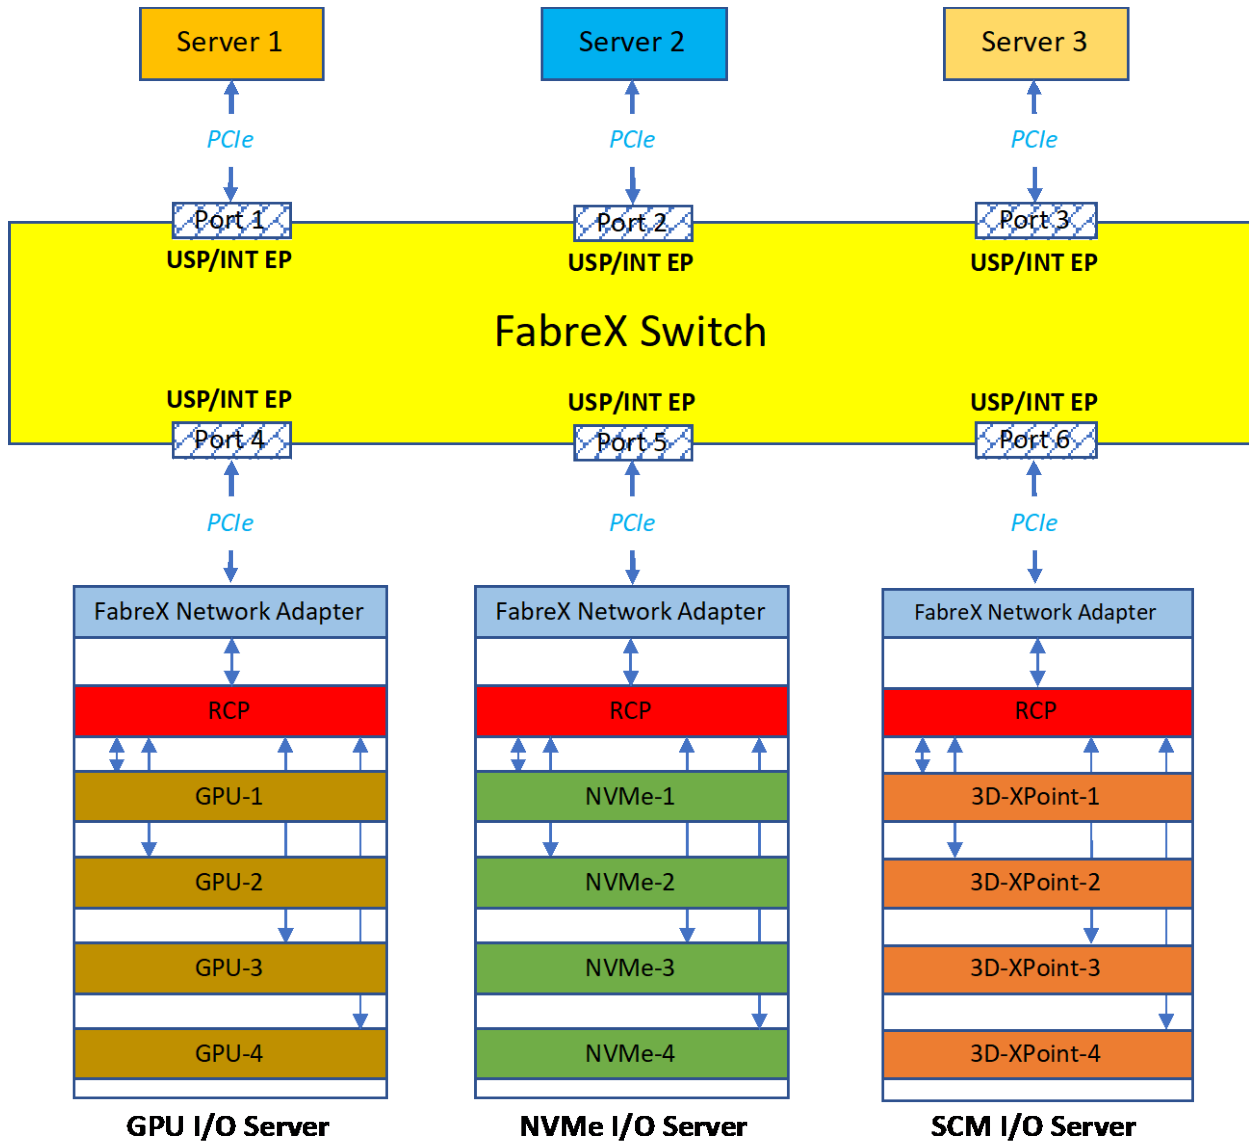 Server 1
Server 2
Server 3
PCIe
PCIe
PCIe
Port 1
Port 2
Port 3
USP/INT EP
USP/INT EP
USP/INT EP
FabreX Switch
USP/INT EP
USP/INT EP
USP/INT EP
Port 4
Port 5
Port 6
PCIe
PCIe
PCIe
FabreX Network Adapter
FabreX Network Adapter
FabreX Network Adapter
RCP
RCP
RCP
GPU-1
NVMe-1
3D-XPoint-1
GPU-2
NVMe-2
3D-XPoint-2
GPU-3
NVMe-3
3D-XPoint-3
GPU-4
NVMe-4
3D-XPoint-4
GPU I/O Server
NVMe I/O Server
SCM I/O Server